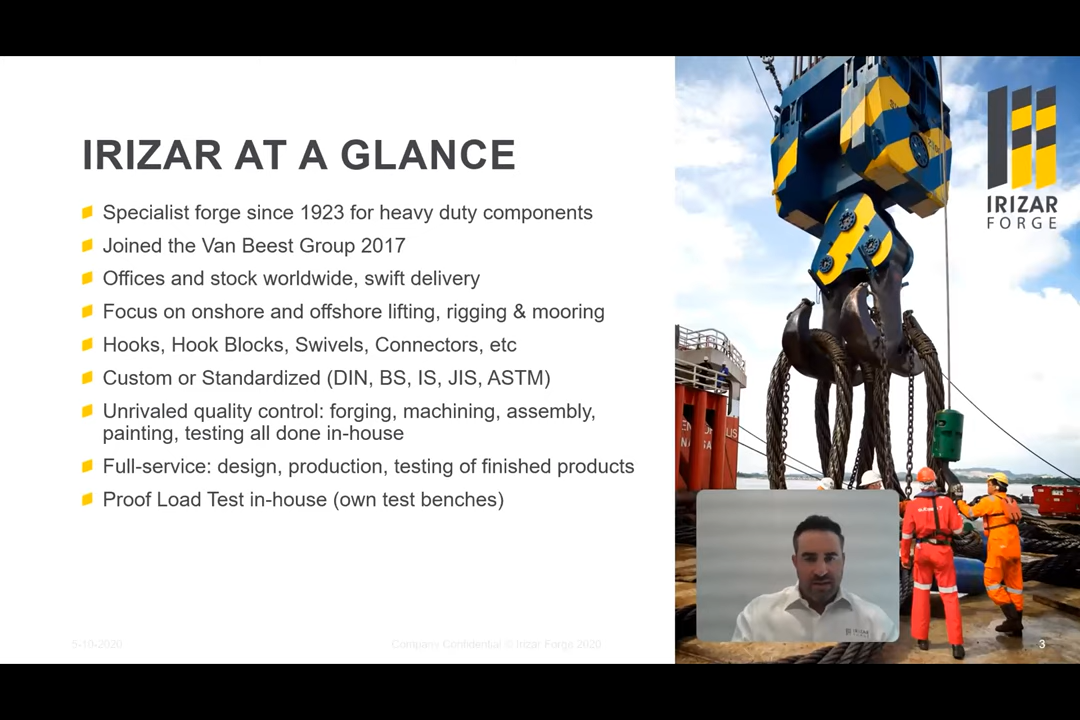 IRIZAR AT A GLANCE
Specialist forge since 1923 for heavy duty components
Joined the Van Beest Group 2017
Offices and stock worldwide, swift delivery
Focus on onshore and offshore lifting, rigging & mooring
Hooks, Hook Blocks, Swivels, Connectors, etc
Custom or Standardized (DIN, BS, IS, JIS, ASTM)
Unrivaled quality control: forging, machining, assembly,
painting, testing all done in-house
Full-service: design, production, testing of finished products
Proof Load Test in-house (own test benches)
5-10-2020
Company Confidential © Irizar Forge 2020
IRIZAR
FORGE
3